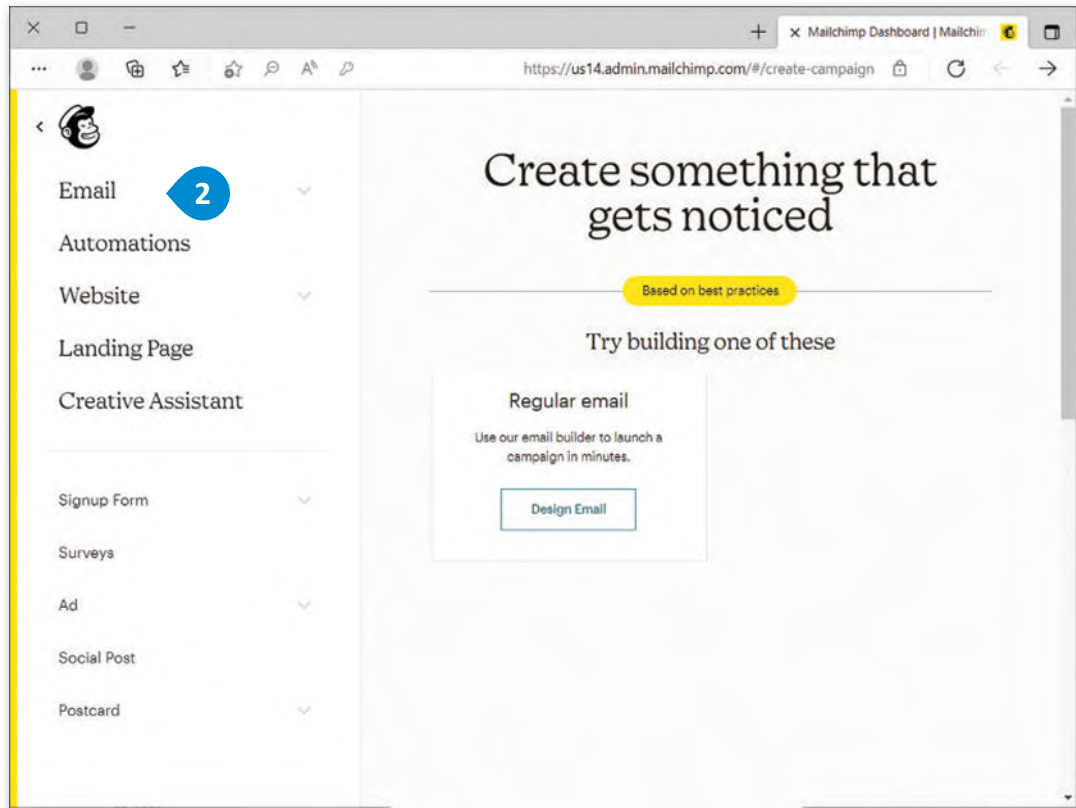 Mailchimp Dashboard | Mailchim
https://us14.admin.mailchimp.com/#/create-campaign
Email
2
Automations
Website
Landing Page
Creative Assistant
Signup Form
Surveys
Ad
Social Post
Postcard
Create something that
gets noticed
Based on best practices
Try building one of these
Regular email
Use our email builder to launch a
campaign in minutes.
Design Email